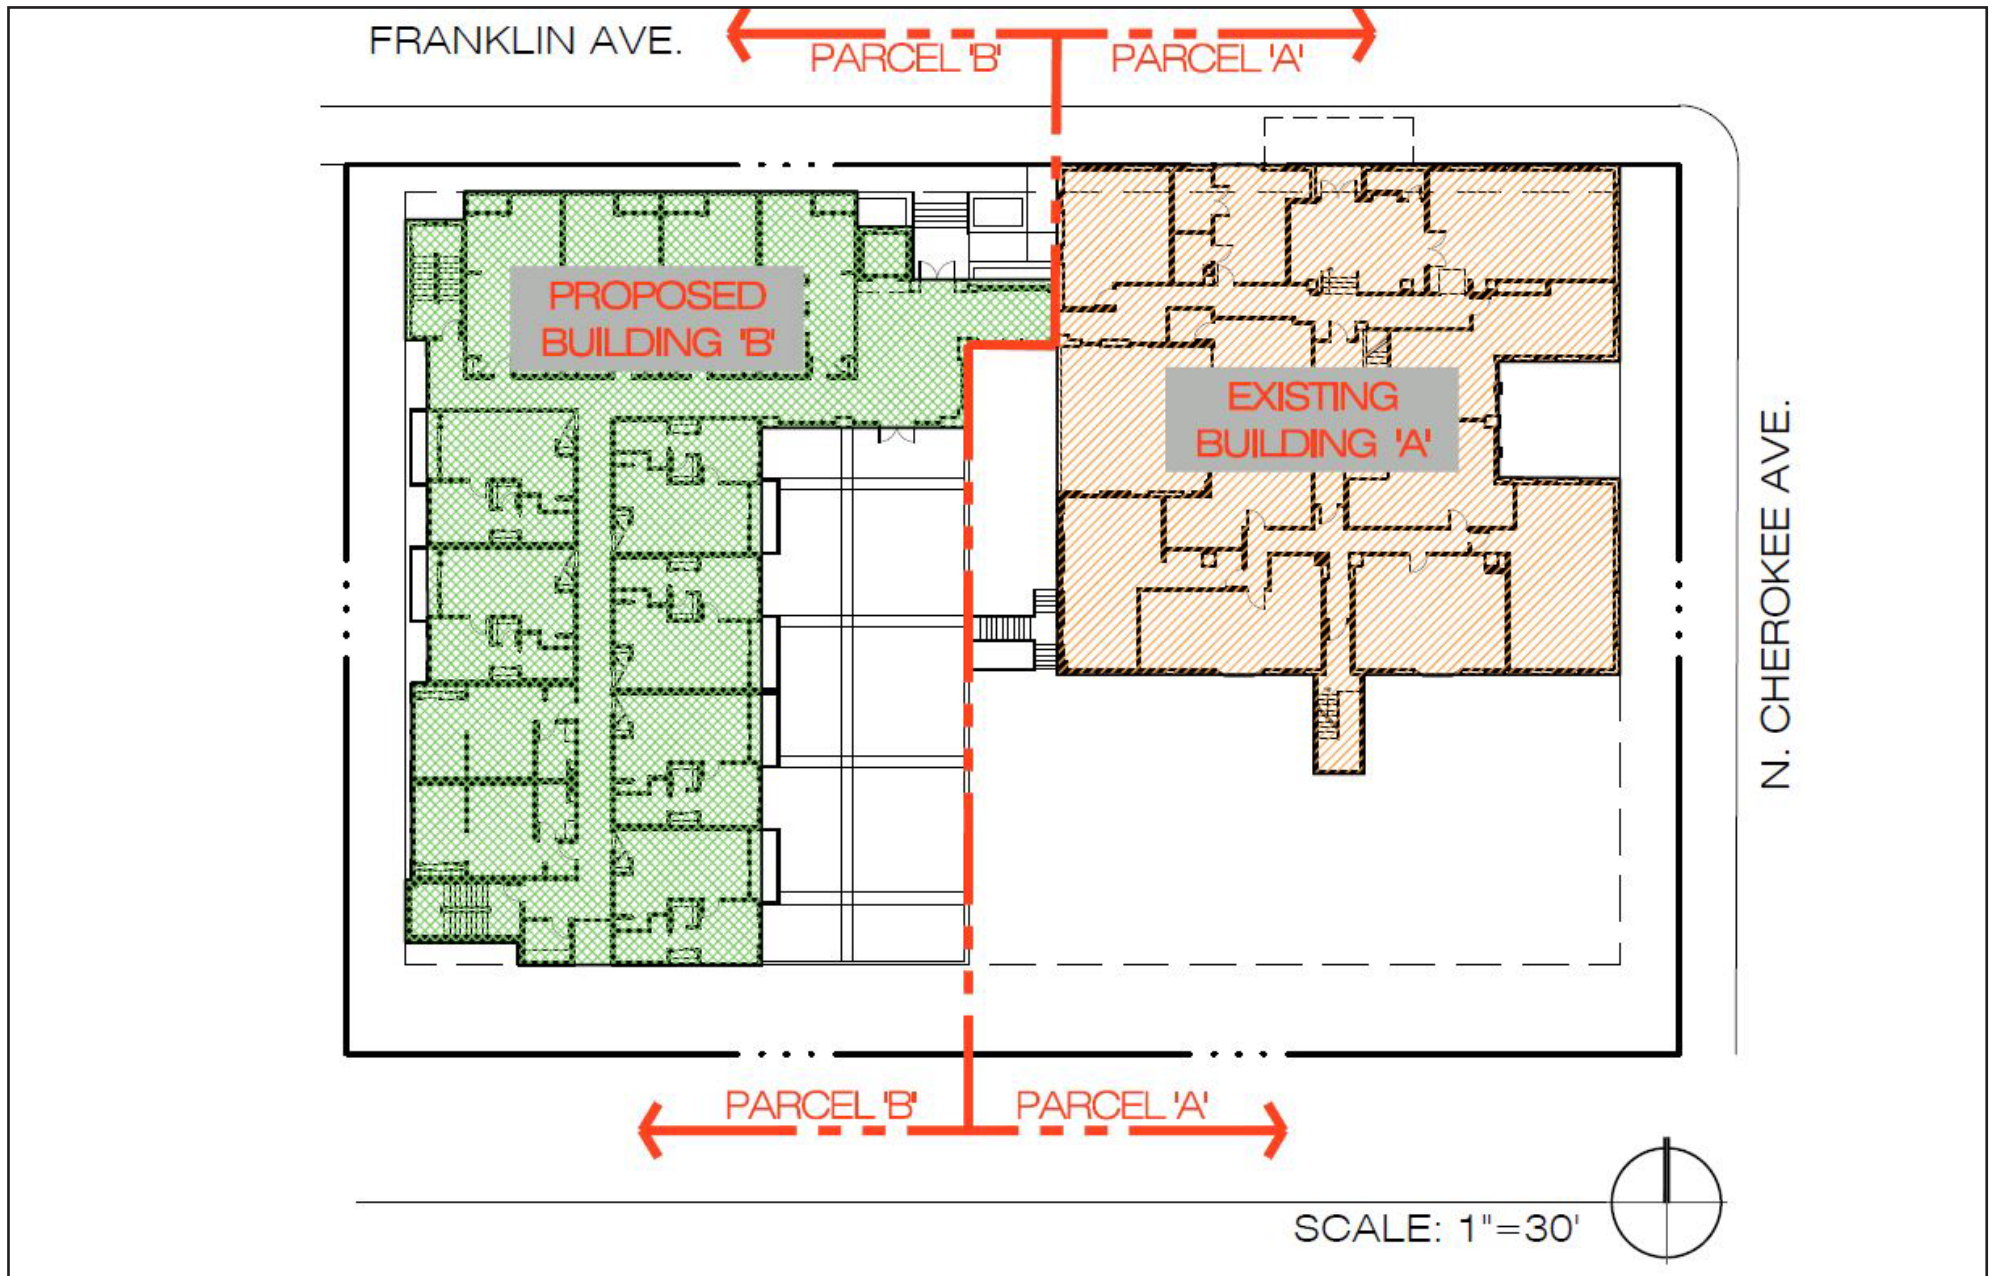 FRANKLIN AVE.
PARCEL 'B'
PARCEL 'A'
PROPOSED
BUILDING 'B'
EXISTING
BUILDING 'A'
N. CHEROKEE AVE.
PARCEL 'B'
PARCEL 'A'
SCALE: 1"=30'